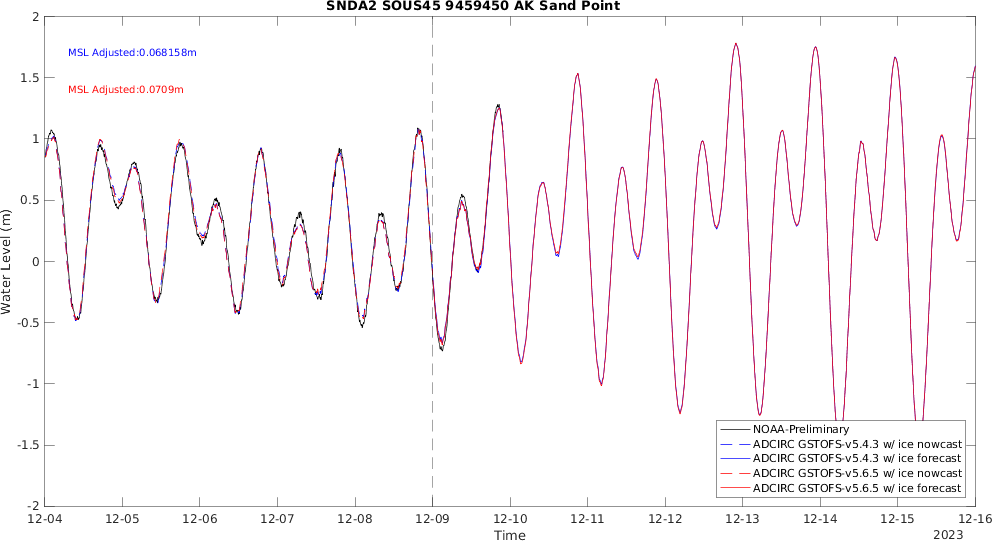 SNDA2 SOUS45 9459450 AK Sand Point
MSL Adjusted:0.068158m
MSL Adjusted:0.0709m
Water Level (m)
2
1.5
1
0.5
0
-0.5
-1
-1.5
-2
NOAA-Preliminary
ADCIRC GSTOFS-v5.4.3 w/ ice nowcast
ADCIRC GSTOFS-v5.4.3 w/ ice forecast
ADCIRC GSTOFS-v5.6.5 w/ ice nowcast
ADCIRC GSTOFS-v5.6.5 w/ ice forecast
12-04 12-05 12-06 12-07 12-08 12-09 12-10 12-11 12-12 12-13 12-14 12-15 12-16
Time
2023